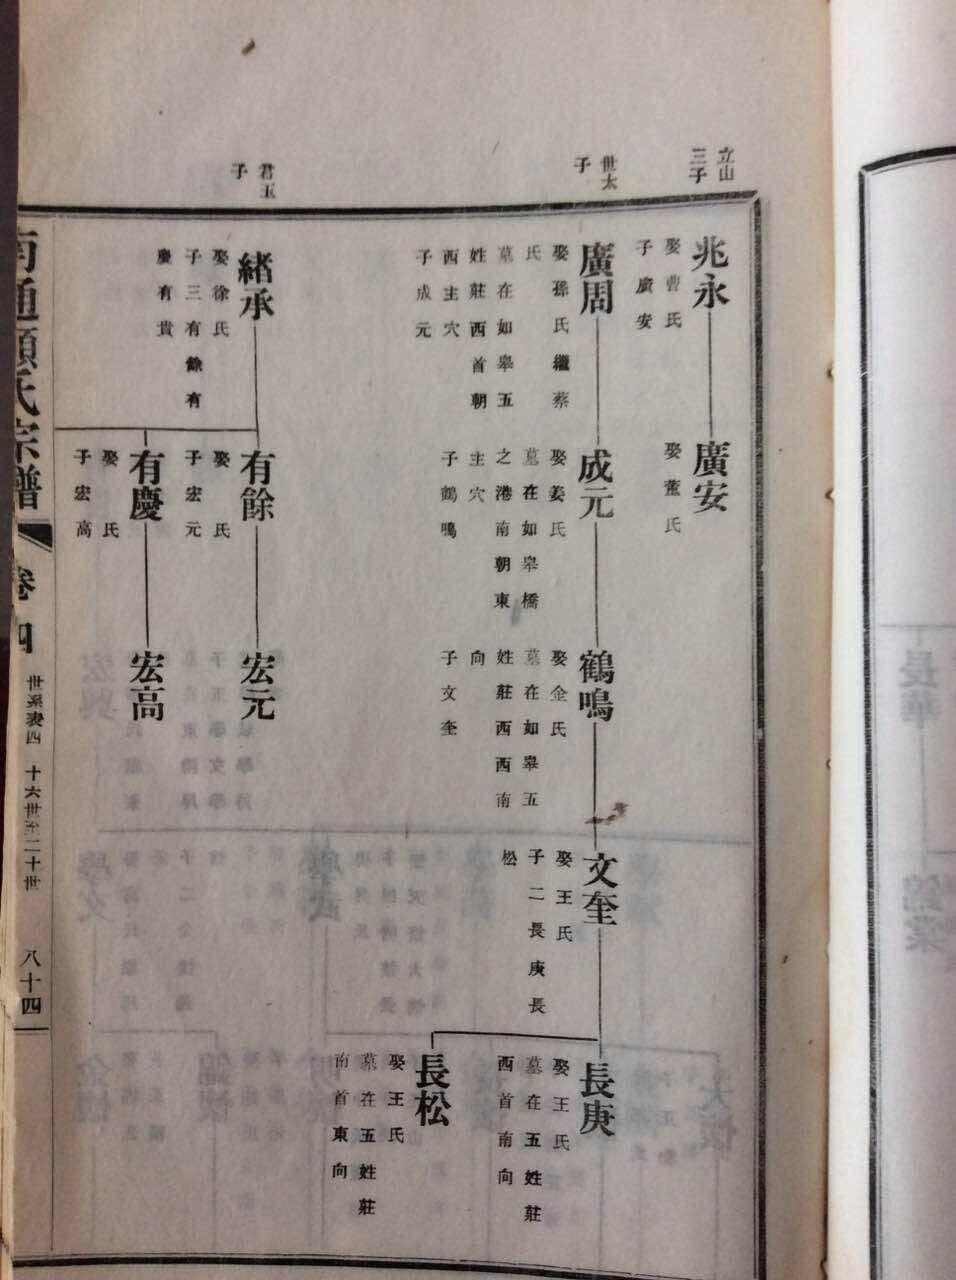 立山
三子
兆永
娶曹氏
子廣安
廣安
娶董氏
世太
子
廣周
娶孫氏繼蔡
氏
墓在如皋五
姓莊西首朝
西主穴
子成元
成元
娶姜氏
墓在如皋橋
之港南朝東
主穴
子鶴鳴
鶴鳴
娶金氏
墓在如皋五
姓莊西西南
向
子文奎
文奎
娶王氏
子二長庚長
松
長庚
娶王氏
墓在五姓莊
西首南向
長松
娶王氏
墓在五姓莊
南首東向
君玉
子
緒承
娶徐氏
子三有餘有
慶有貴
有餘
娶氏
子宏元
宏元
有慶
娶氏
子宏高
宏高
南通顧氏宗譜
卷四
世系表四 十六世至二十世
八十四